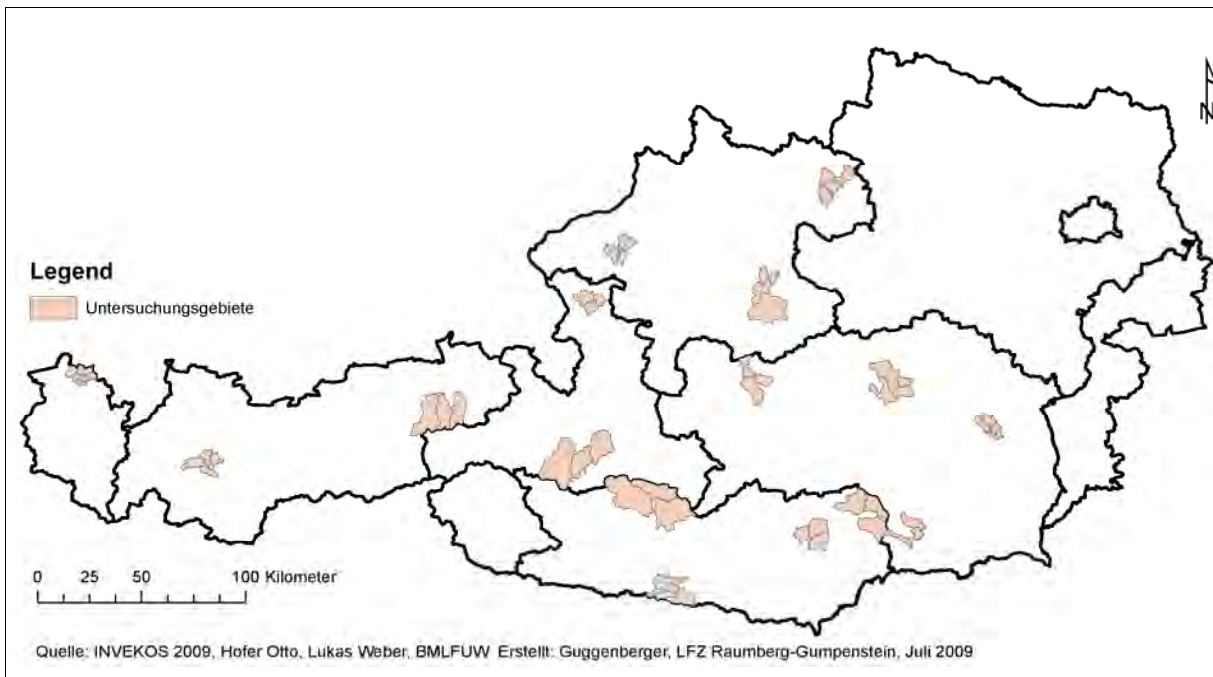 N
Legend
Untersuchungsgebiete
0 25 50 100 Kilometer
Quelle: INVEKOS 2009, Hofer Otto, Lukas Weber, BMLFUW Erstellt: Guggenberger, LFZ Raumberg-Gumpenstein, Juli 2009